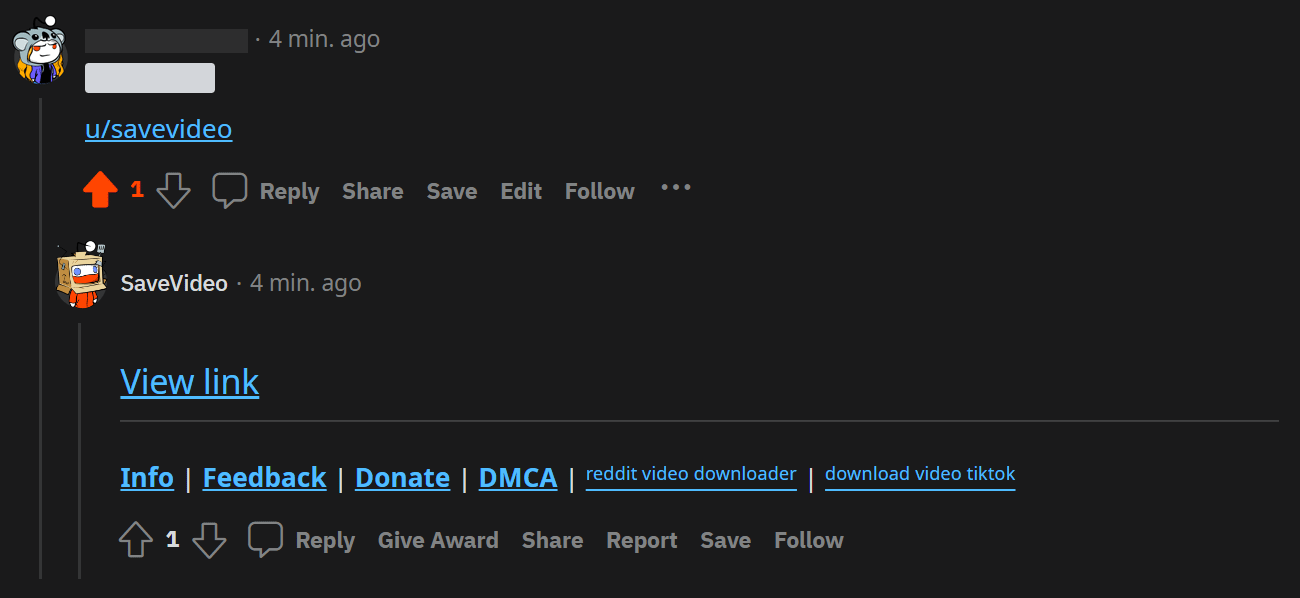 · 4 min. ago
u/savevideo
1 Reply Share Save Edit Follow ···
SaveVideo · 4 min. ago
View link
Info | Feedback | Donate | DMCA | reddit video downloader | download video tiktok
1 Reply Give Award Share Report Save Follow